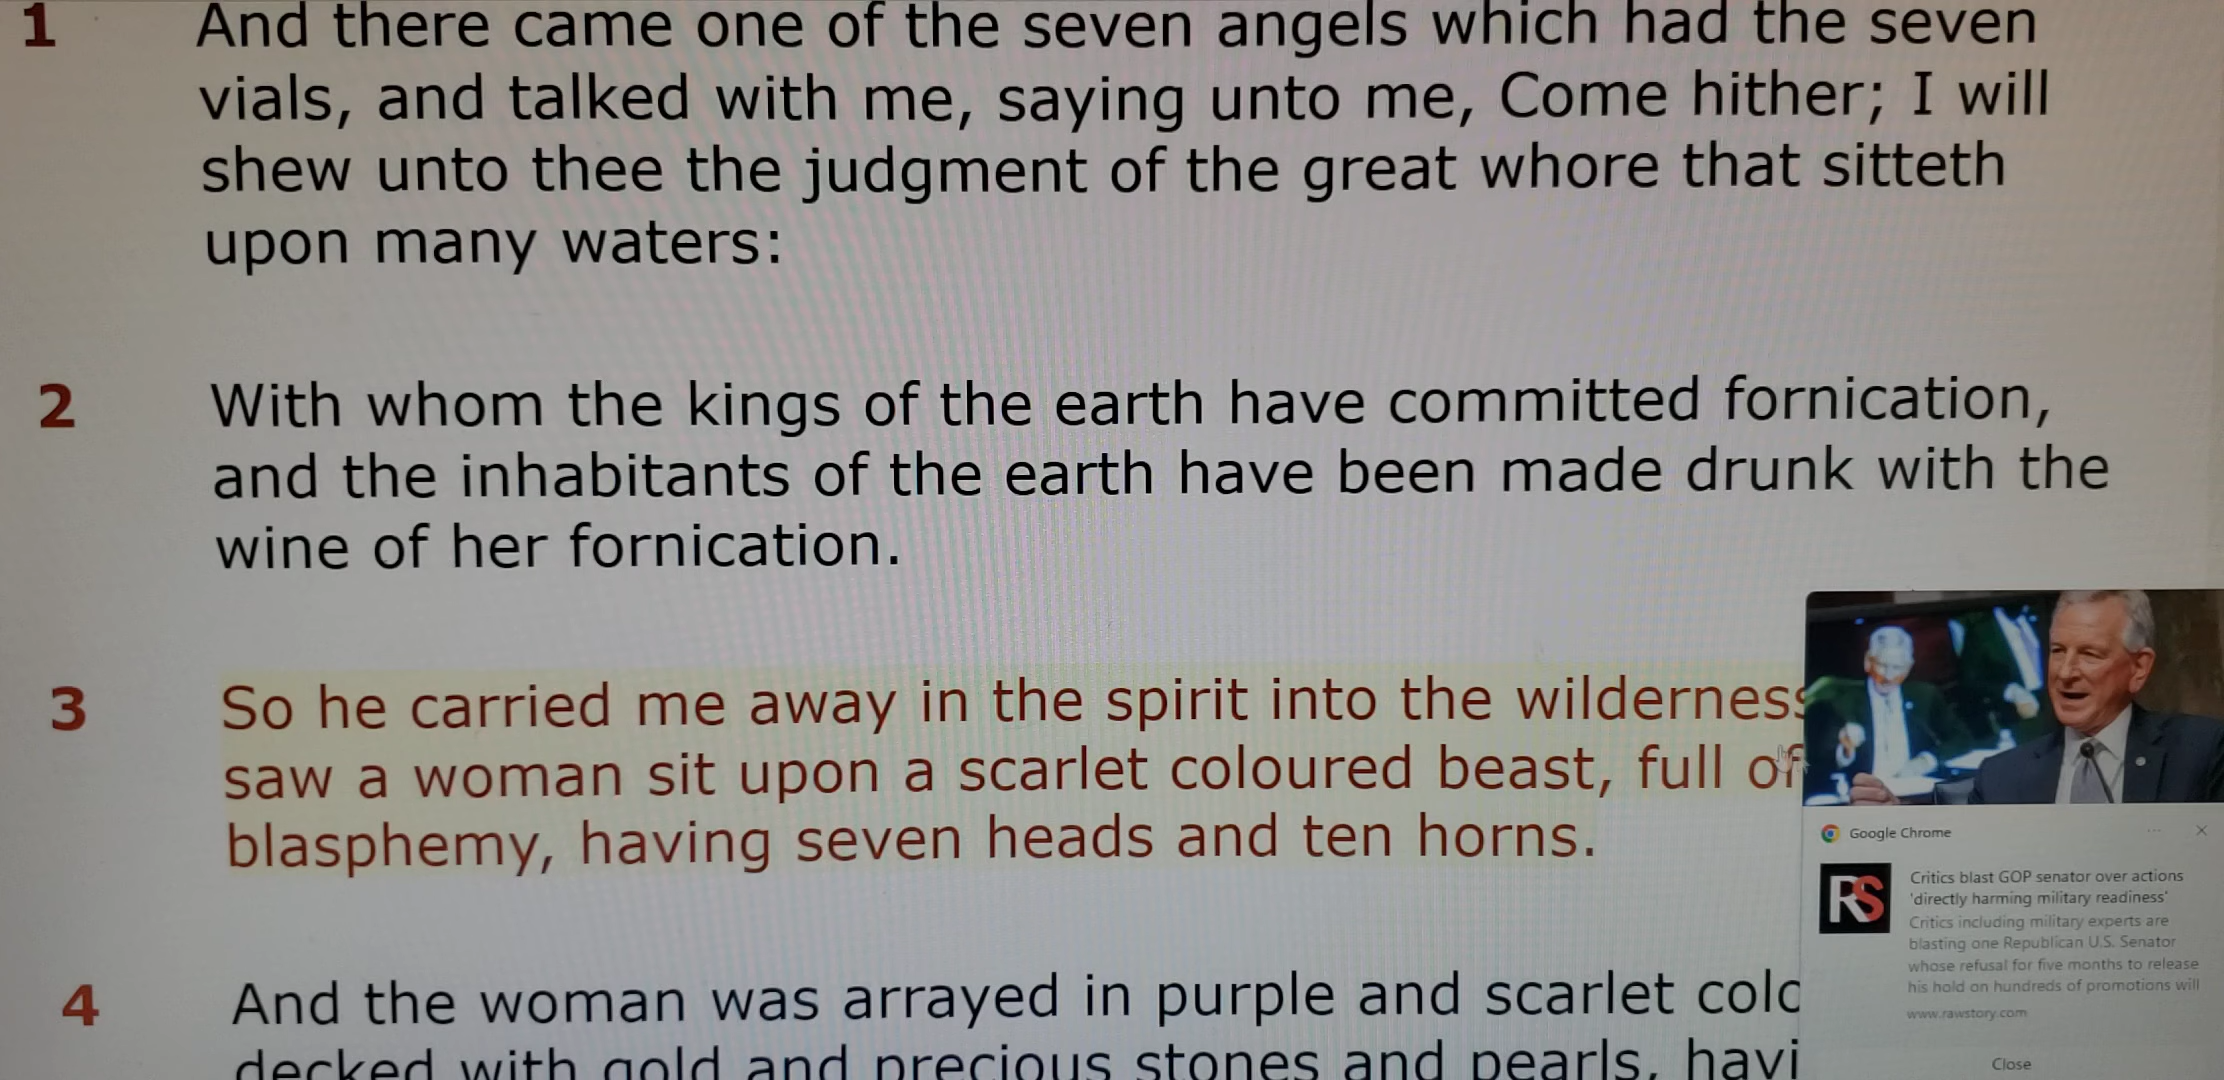 1 And there came one of the seven angels which had the seven
vials, and talked with me, saying unto me, Come hither; I will
shew unto thee the judgment of the great whore that sitteth
upon many waters:
2 With whom the kings of the earth have committed fornication,
and the inhabitants of the earth have been made drunk with the
wine of her fornication.
3 So he carried me away in the spirit into the wilderness
saw a woman sit upon a scarlet coloured beast, full of
blasphemy, having seven heads and ten horns.
4 And the woman was arrayed in purple and scarlet colo
decked with gold and precious stones and pearls, havi
Google Chrome
RS
Critics blast GOP senator over actions
'directly harming military readiness'
Critics including military experts are
blasting one Republican U.S. Senator
whose refusal for five months to release
his hold on hundreds of promotions will
www.rawstory.com
Close